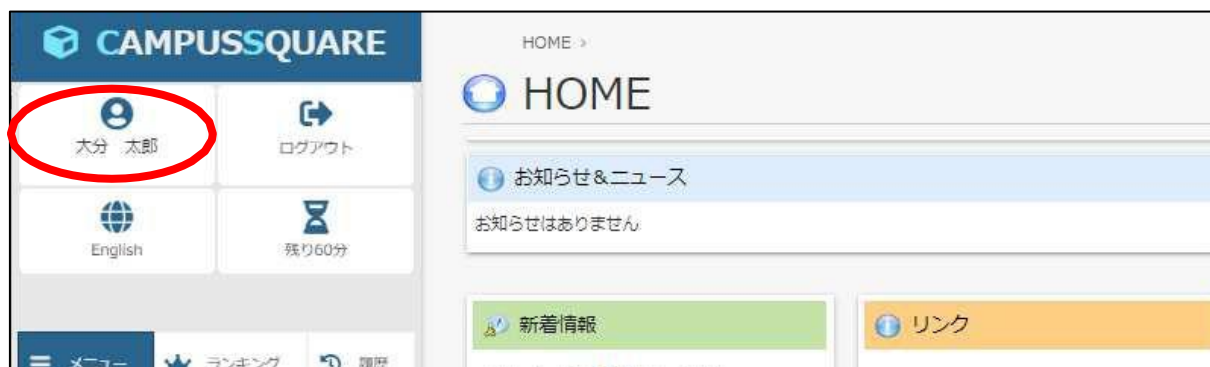 CAMPUSSQUARE
大分 太郎
ログアウト
English
残り60分
メニュー
ランキング
履歴
HOME >
HOME
お知らせ&ニュース
お知らせはありません
新着情報
リンク